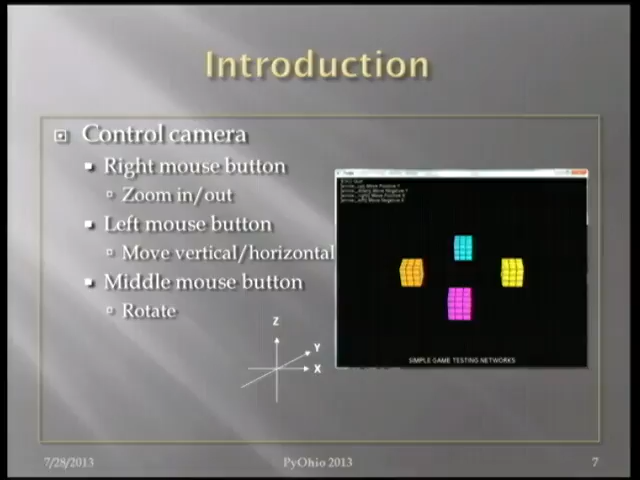 Introduction
Control camera
Right mouse button
Zoom in/out
Left mouse button
Move vertical/horizontal
Middle mouse button
Rotate
Z
Y
X
SIMPLE GAME TESTING NETWORKS
7/28/2013
PyOhio 2013
7